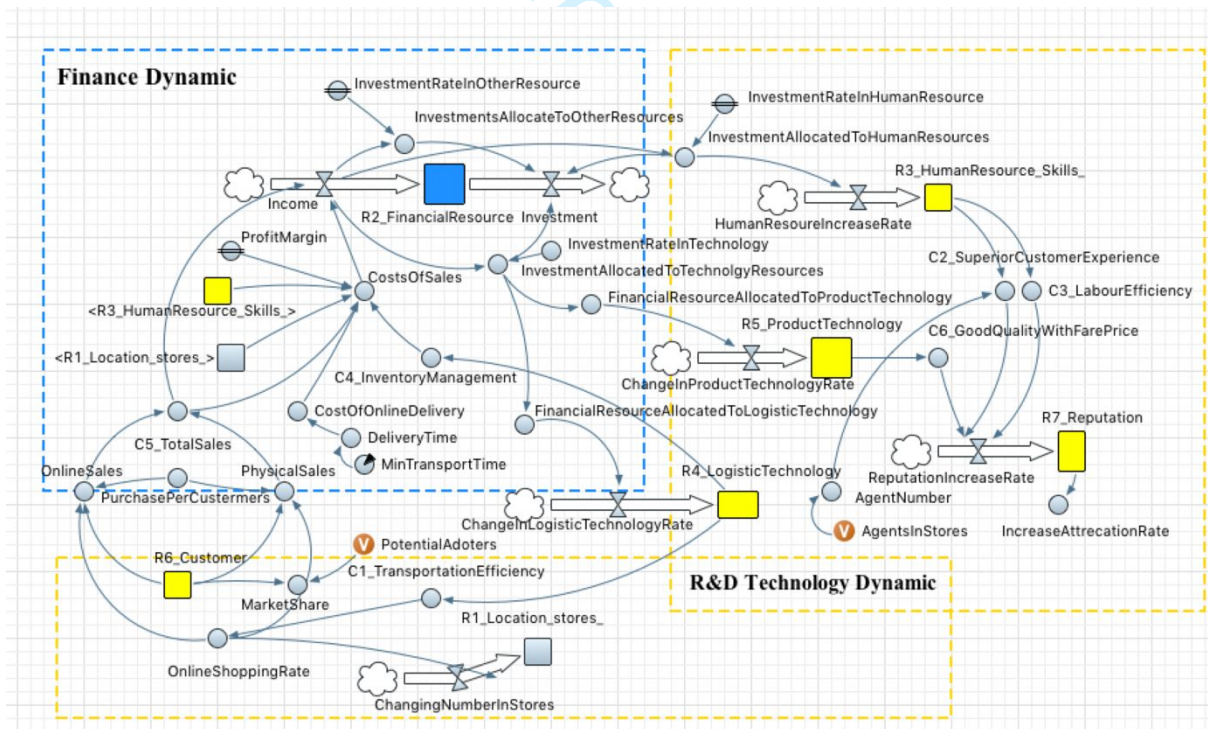 Finance Dynamic
InvestmentRateInOtherResource
InvestmentsAllocateToOtherResources
InvestmentRateInHumanResource
InvestmentAllocatedToHumanResources
R3_HumanResource_Skills_
Income
R2_FinancialResource
Investment
HumanResoureIncreaseRate
ProfitMargin
InvestmentRateInTechnology
C2_SuperiorCustomerExperience
CostsOfSales
InvestmentAllocatedToTechnolgyResources
<R3_HumanResource_Skills_>
FinancialResourceAllocatedToProductTechnology
C3_LabourEfficiency
R5_ProductTechnology
C6_GoodQualityWithFarePrice
<R1_Location_stores_>
C4_InventoryManagement
ChangeInProductTechnologyRate
CostOfOnlineDelivery
FinancialResourceAllocatedToLogisticTechnology
R7_Reputation
C5_TotalSales
DeliveryTime
OnlineSales
PhysicalSales
MinTransportTime
R4_LogisticTechnology
ReputationIncreaseRate
PurchasePerCustermers
AgentNumber
ChangeInLogisticTechnologyRate
AgentsInStores
IncreaseAttrecationRate
R6_Customer
V
PotentialAdoters
V
C1_TransportationEfficiency
R&D Technology Dynamic
MarketShare
R1_Location_stores_
OnlineShoppingRate
ChangingNumberInStores